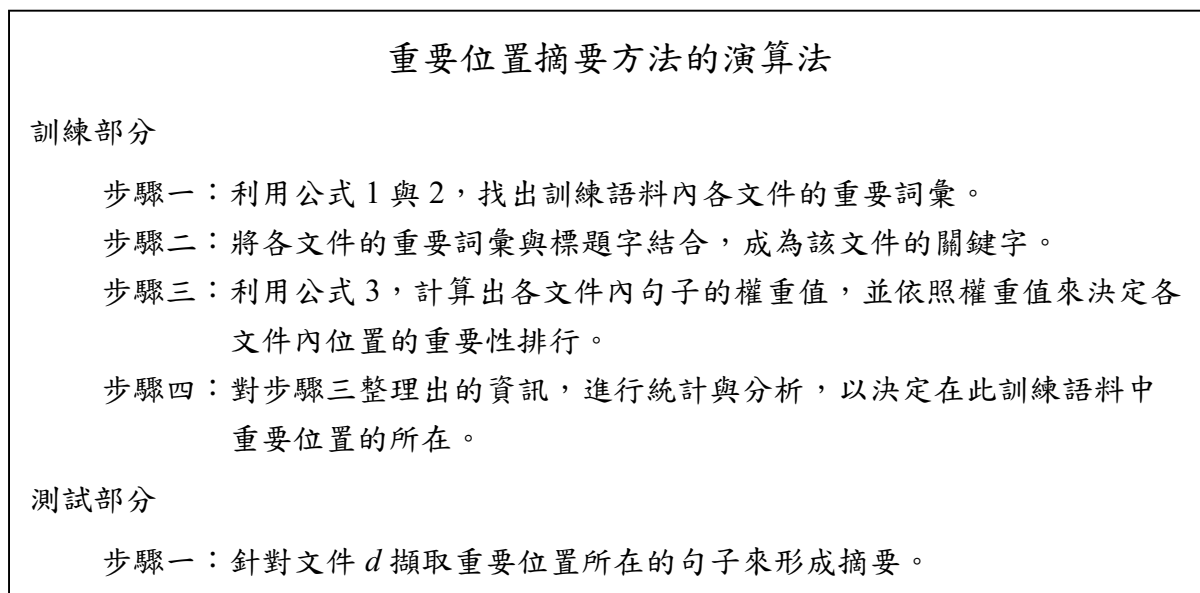 重要位置摘要方法的演算法
訓練部分
步驟一：利用公式 1 與 2，找出訓練語料內各文件的重要詞彙。
步驟二：將各文件的重要詞彙與標題字結合，成為該文件的關鍵字。
步驟三：利用公式 3，計算出各文件內句子的權重值，並依照權重值來決定各
文件內位置的重要性排行。
步驟四：對步驟三整理出的資訊，進行統計與分析，以決定在此訓練語料中
重要位置的所在。
測試部分
步驟一：針對文件 d 擷取重要位置所在的句子來形成摘要。